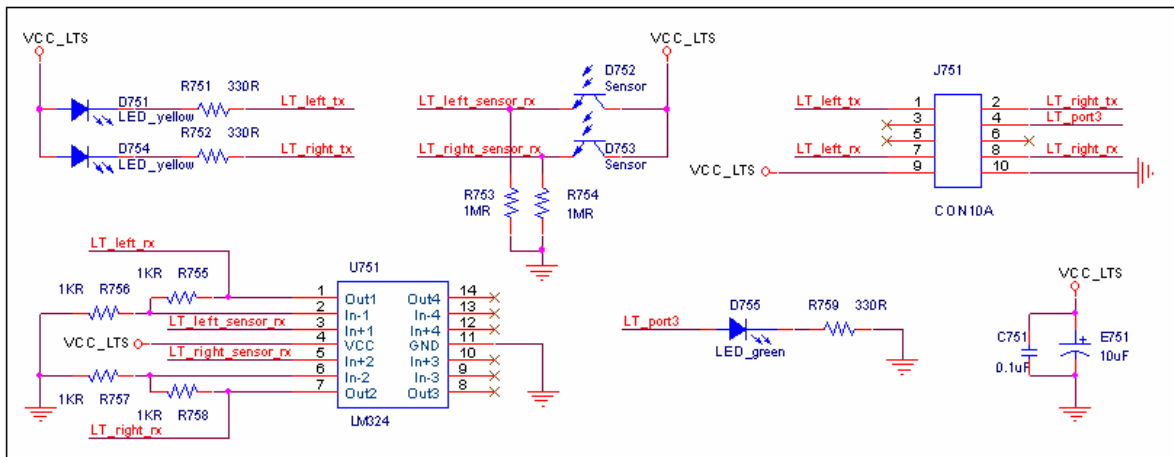 VCC_LTS
R751 330R
LT_left_tx
D751
LED_yellow
R752 330R
LT_right_tx
D754
LED_yellow
VCC_LTS
D752
Sensor
LT_left_sensor_rx
LT_right_sensor_rx
D753
Sensor
R753
1MR
R754
1MR
J751
LT_left_tx
1
2
LT_right_tx
3
4
LT_port3
5
6
LT_left_rx
7
8
LT_right_rx
VCC_LTS
9
10
CON10A
LT_left_rx
1KR R756
1KR R755
U751
1 Out1 Out4 14
2 In-1 In-4 13
LT_left_sensor_rx
3 In+1 In+4 12
VCC_LTS
4 VCC GND 11
LT_right_sensor_rx
5 In+2 In+3 10
6 In-2 In-3 9
7 Out2 Out3 8
1KR R757
1KR R758
LT_right_rx
LM324
LT_port3
D755
LED_green
R759 330R
VCC_LTS
C751
0.1uF
+
E751
10uF